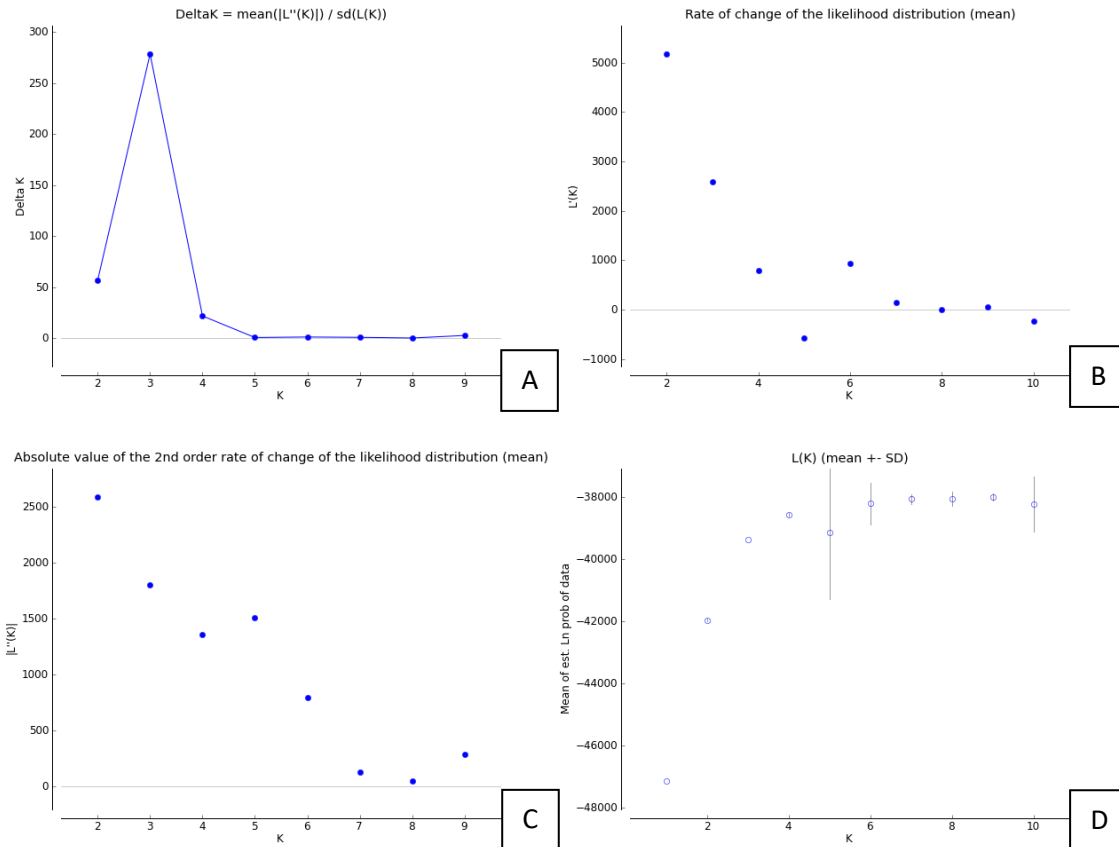 DeltaK = mean(|L''(K)|) / sd(L(K))
300
250
200
150
100
50
0
Delta K
2 3 4 5 6 7 8 9
K
A
Rate of change of the likelihood distribution (mean)
5000
4000
3000
2000
1000
0
−1000
L'(K)
2 4 6 8 10
K
B
Absolute value of the 2nd order rate of change of the likelihood distribution (mean)
2500
2000
1500
1000
500
0
|L''(K)|
2 3 4 5 6 7 8 9
K
C
L(K) (mean +- SD)
−38000
−40000
−42000
−44000
−46000
−48000
Mean of est. Ln prob of data
2 4 6 8 10
K
D